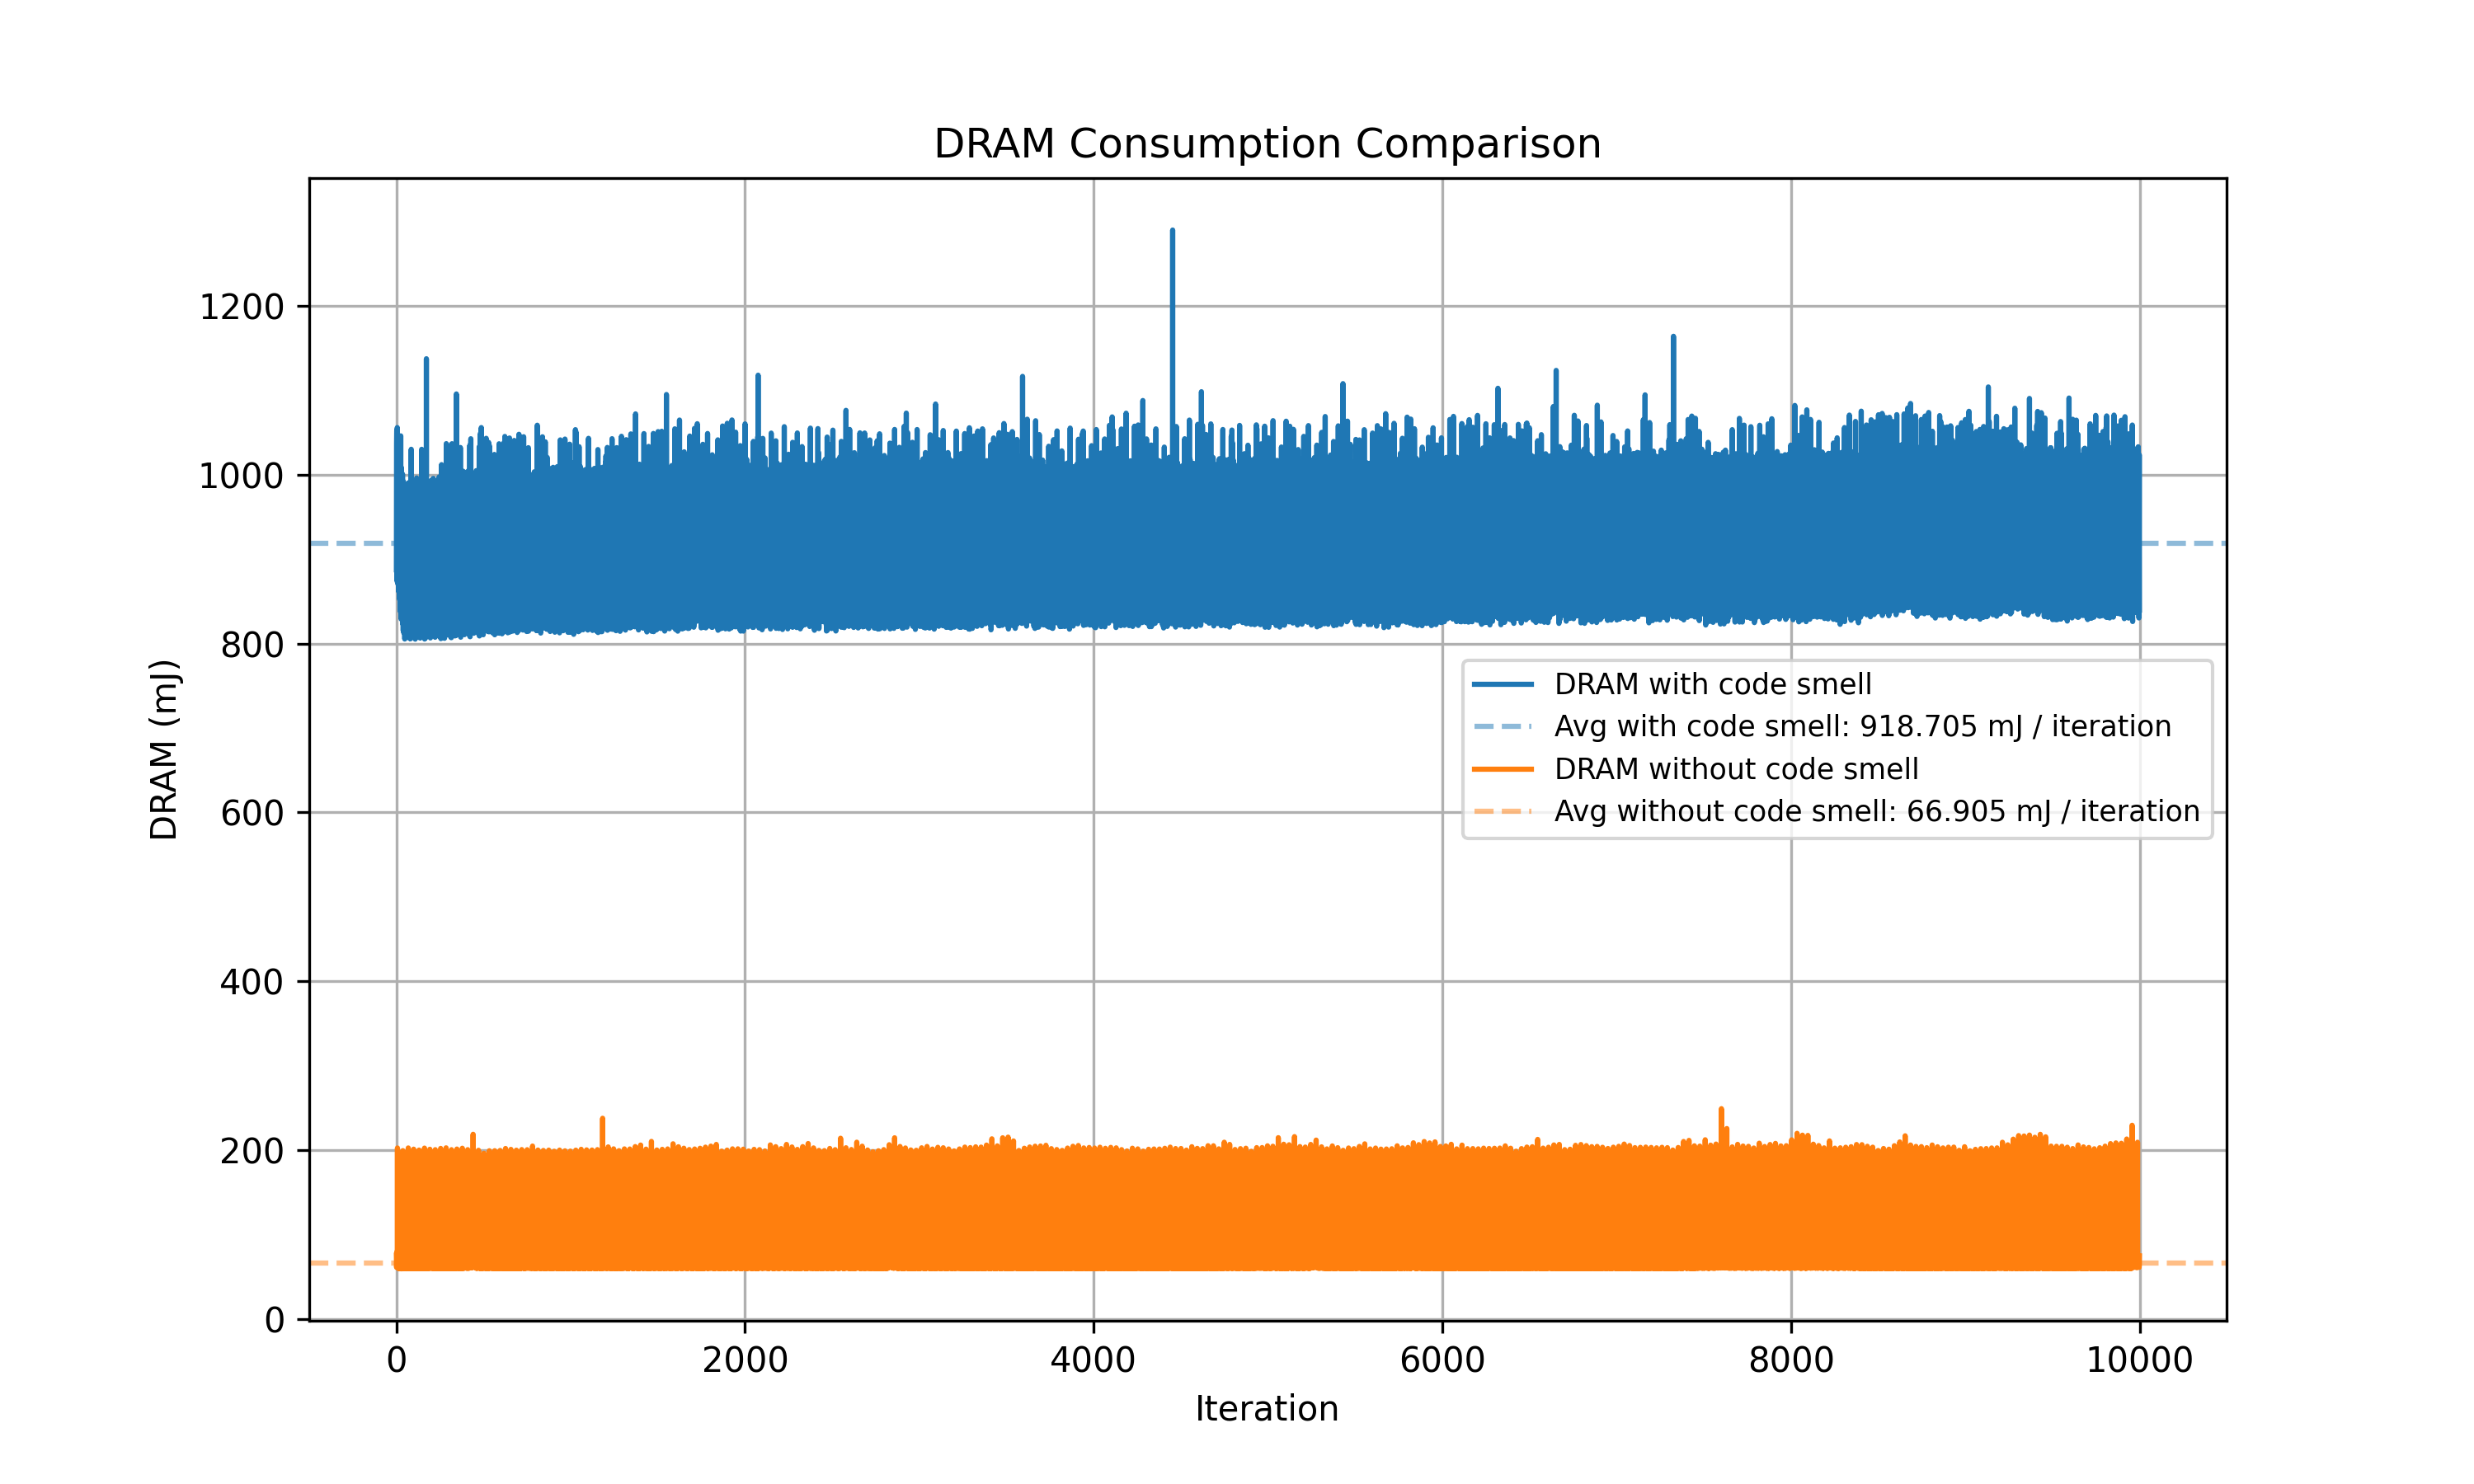 DRAM Consumption Comparison
1200
1000
800
600
400
200
0
DRAM (mJ)
DRAM with code smell
Avg with code smell: 918.705 mJ / iteration
DRAM without code smell
Avg without code smell: 66.905 mJ / iteration
0 2000 4000 6000 8000 10000
Iteration